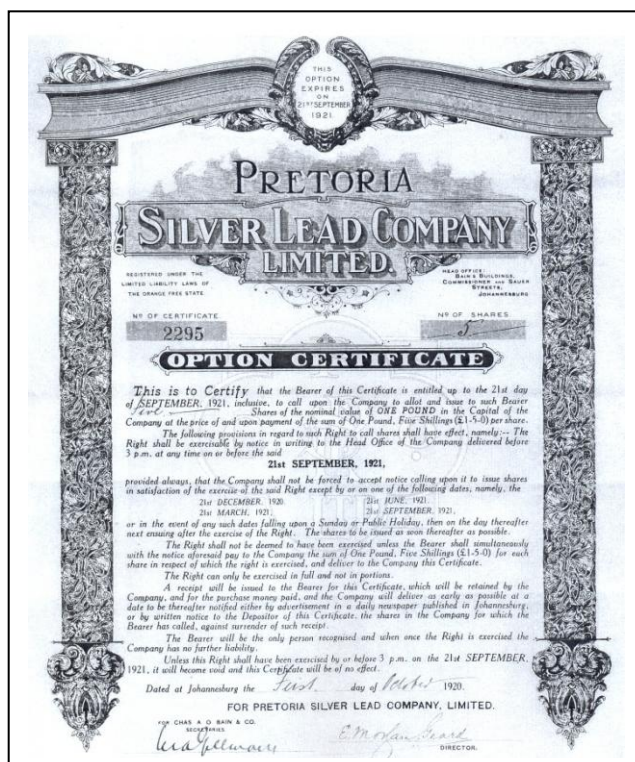 THIS
OPTION
EXPIRES
ON
21ST SEPTEMBER
1921.
PRETORIA
SILVER LEAD COMPANY
LIMITED.
REGISTERED UNDER THE
LIMITED LIABILITY LAWS OF
THE ORANGE FREE STATE.
HEAD OFFICE:
BAIN'S BUILDINGS,
COMMISSIONER AND SAUER
STREETS,
JOHANNESBURG
No OF CERTIFICATE
2295
No OF SHARES
5
OPTION CERTIFICATE
This is to Certify that the Bearer of this Certificate is entitled up to the 21st day
of SEPTEMBER, 1921, inclusive, to call upon the Company to allot and issue to such Bearer
Five Shares of the nominal value of ONE POUND in the Capital of the
Company at the price of and upon payment of the sum of One Pound, Five Shillings (£1-5-0) per share.
The following provisions in regard to such Right to call shares shall have effect, namely:-- The
Right shall be exercisable by notice in writing to the Head Office of the Company delivered before
3 p.m. at any time on or before the said
21st SEPTEMBER, 1921,
provided always, that the Company shall not be forced to accept notice calling upon it to issue shares
in satisfaction of the exercise of the said Right except by or on one of the following dates, namely, the
21st DECEMBER, 1920. 21st JUNE, 1921.
21st MARCH, 1921, 21st SEPTEMBER, 1921,
or in the event of any such dates falling upon a Sunday or Public Holiday, then on the day thereafter
next ensuing after the exercise of the Right. The shares to be issued as soon thereafter as possible.
The Right shall not be deemed to have been exercised unless the Bearer shall simultaneously
with the notice aforesaid pay to the Company the sum of One Pound, Five Shillings (£1-5-0) for each
share in respect of which the right is exercised, and deliver to the Company this Certificate.
The Right can only be exercised in full and not in portions.
A receipt will be issued to the Bearer for this Certificate, which will be retained by the
Company, and for the purchase money paid, and the Company will deliver as early as possible at a
date to be thereafter notified either by advertisement in a daily newspaper published in Johannesburg,
or by written notice to the Depositor of this Certificate, the shares in the Company for which the
Bearer has called, against surrender of such receipt.
The Bearer will be the only person recognised and when once the Right is exercised the
Company has no further liability.
Unless this Right shall have been exercised by or before 3 p.m. on the 21st SEPTEMBER,
1921, it will become void and this Certificate will be of no effect.
Dated at Johannesburg the First day of October 1920.
FOR PRETORIA SILVER LEAD COMPANY, LIMITED.
FOR CHAS A. O. BAIN & CO.
SECRETARIES.
DIRECTOR.